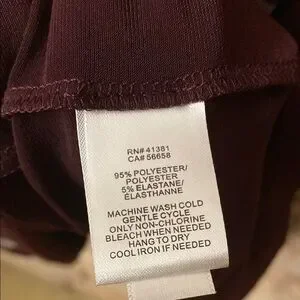 RN# 41381
CA# 56658
95% POLYESTER/
POLYESTER
5% ELASTANE/
ÉLASTHANNE
MACHINE WASH COLD
GENTLE CYCLE
ONLY NON-CHLORINE
BLEACH WHEN NEEDED
HANG TO DRY
COOL IRON IF NEEDED